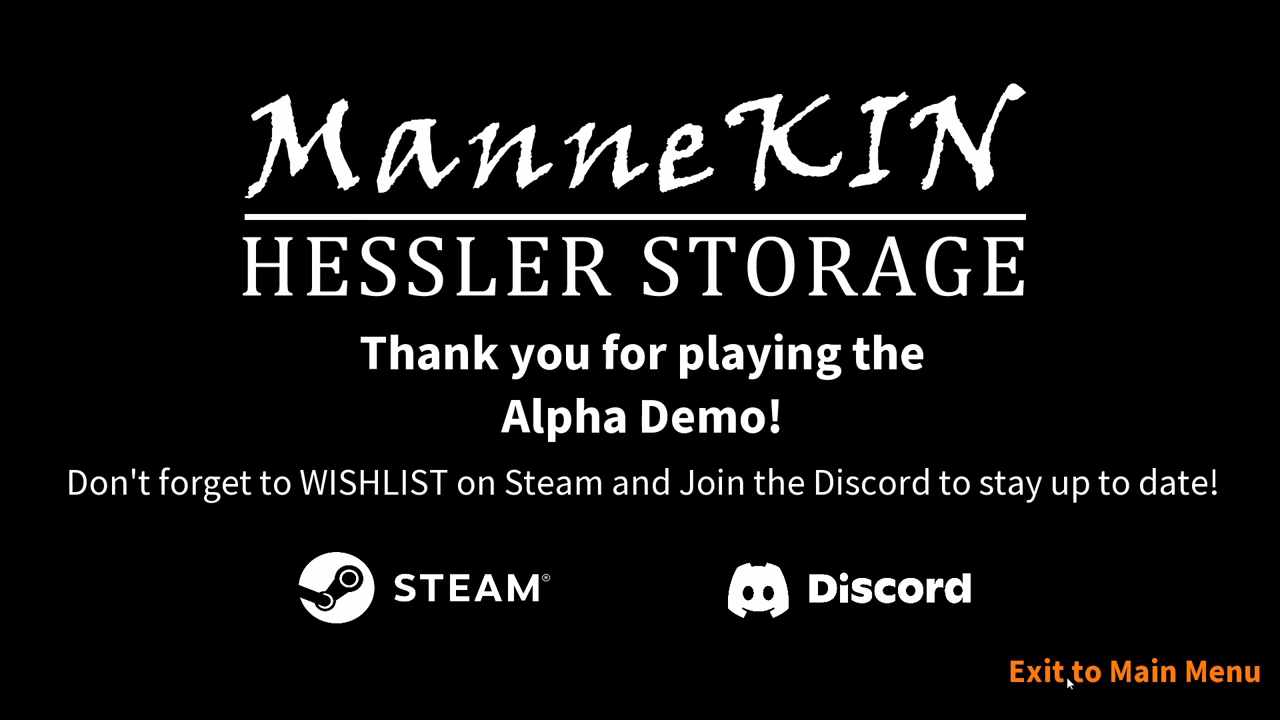 ManneKIN
HESSLER STORAGE
Thank you for playing the
Alpha Demo!
Don't forget to WISHLIST on Steam and Join the Discord to stay up to date!
STEAM®
Discord
Exit to Main Menu